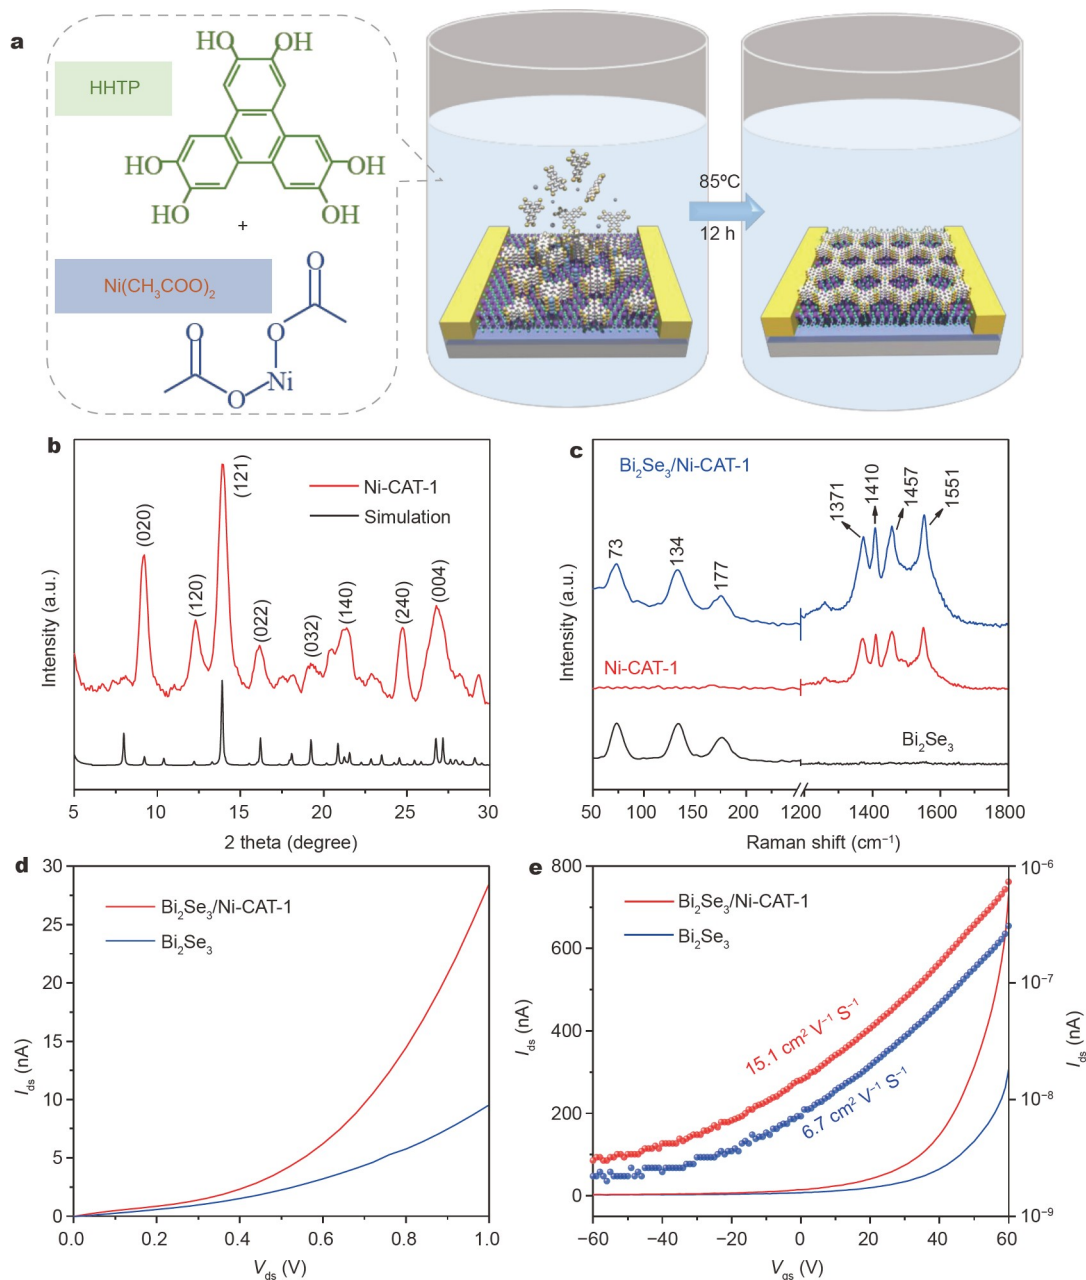 a
HHTP
HO OH
HO OH
HO OH
+
Ni(CH₃COO)₂
O
O
O
O Ni
85ºC
12 h
b
(020)
(120)
(121)
(022)
(032)
(140)
(240)
(004)
Ni-CAT-1
Simulation
Intensity (a.u.)
5 10 15 20 25 30
2 theta (degree)
c
Bi₂Se₃/Ni-CAT-1
73
134
177
1371
1410
1457
1551
Ni-CAT-1
Bi₂Se₃
Intensity (a.u.)
50 100 150 200 1200 1400 1600 1800
Raman shift (cm⁻¹)
d
Bi₂Se₃/Ni-CAT-1
Bi₂Se₃
30
25
20
15
10
5
0
I_ds (nA)
0.0 0.2 0.4 0.6 0.8 1.0
V_ds (V)
e
Bi₂Se₃/Ni-CAT-1
Bi₂Se₃
15.1 cm² V⁻¹ S⁻¹
6.7 cm² V⁻¹ S⁻¹
800
600
400
200
0
I_ds (nA)
10⁻⁶
10⁻⁷
10⁻⁸
10⁻⁹
I_ds (nA)
−60 −40 −20 0 20 40 60
V_gs (V)